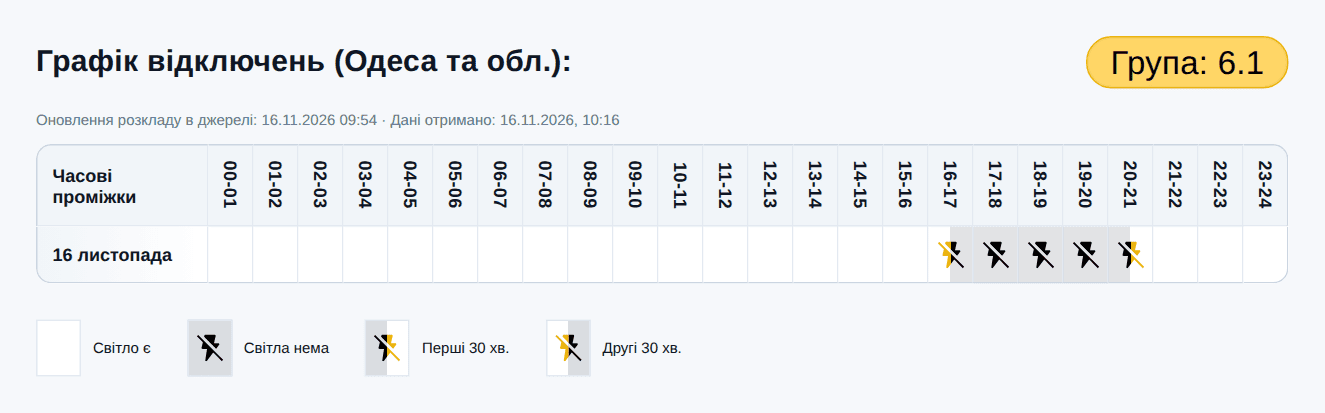 Графік відключень (Одеса та обл.):
Група: 6.1
Оновлення розкладу в джерелі: 16.11.2026 09:54 · Дані отримано: 16.11.2026, 10:16
Часові
проміжки
00-01
01-02
02-03
03-04
04-05
05-06
06-07
07-08
08-09
09-10
10-11
11-12
12-13
13-14
14-15
15-16
16-17
17-18
18-19
19-20
20-21
21-22
22-23
23-24
16 листопада
Світло є
Світла нема
Перші 30 хв.
Другі 30 хв.